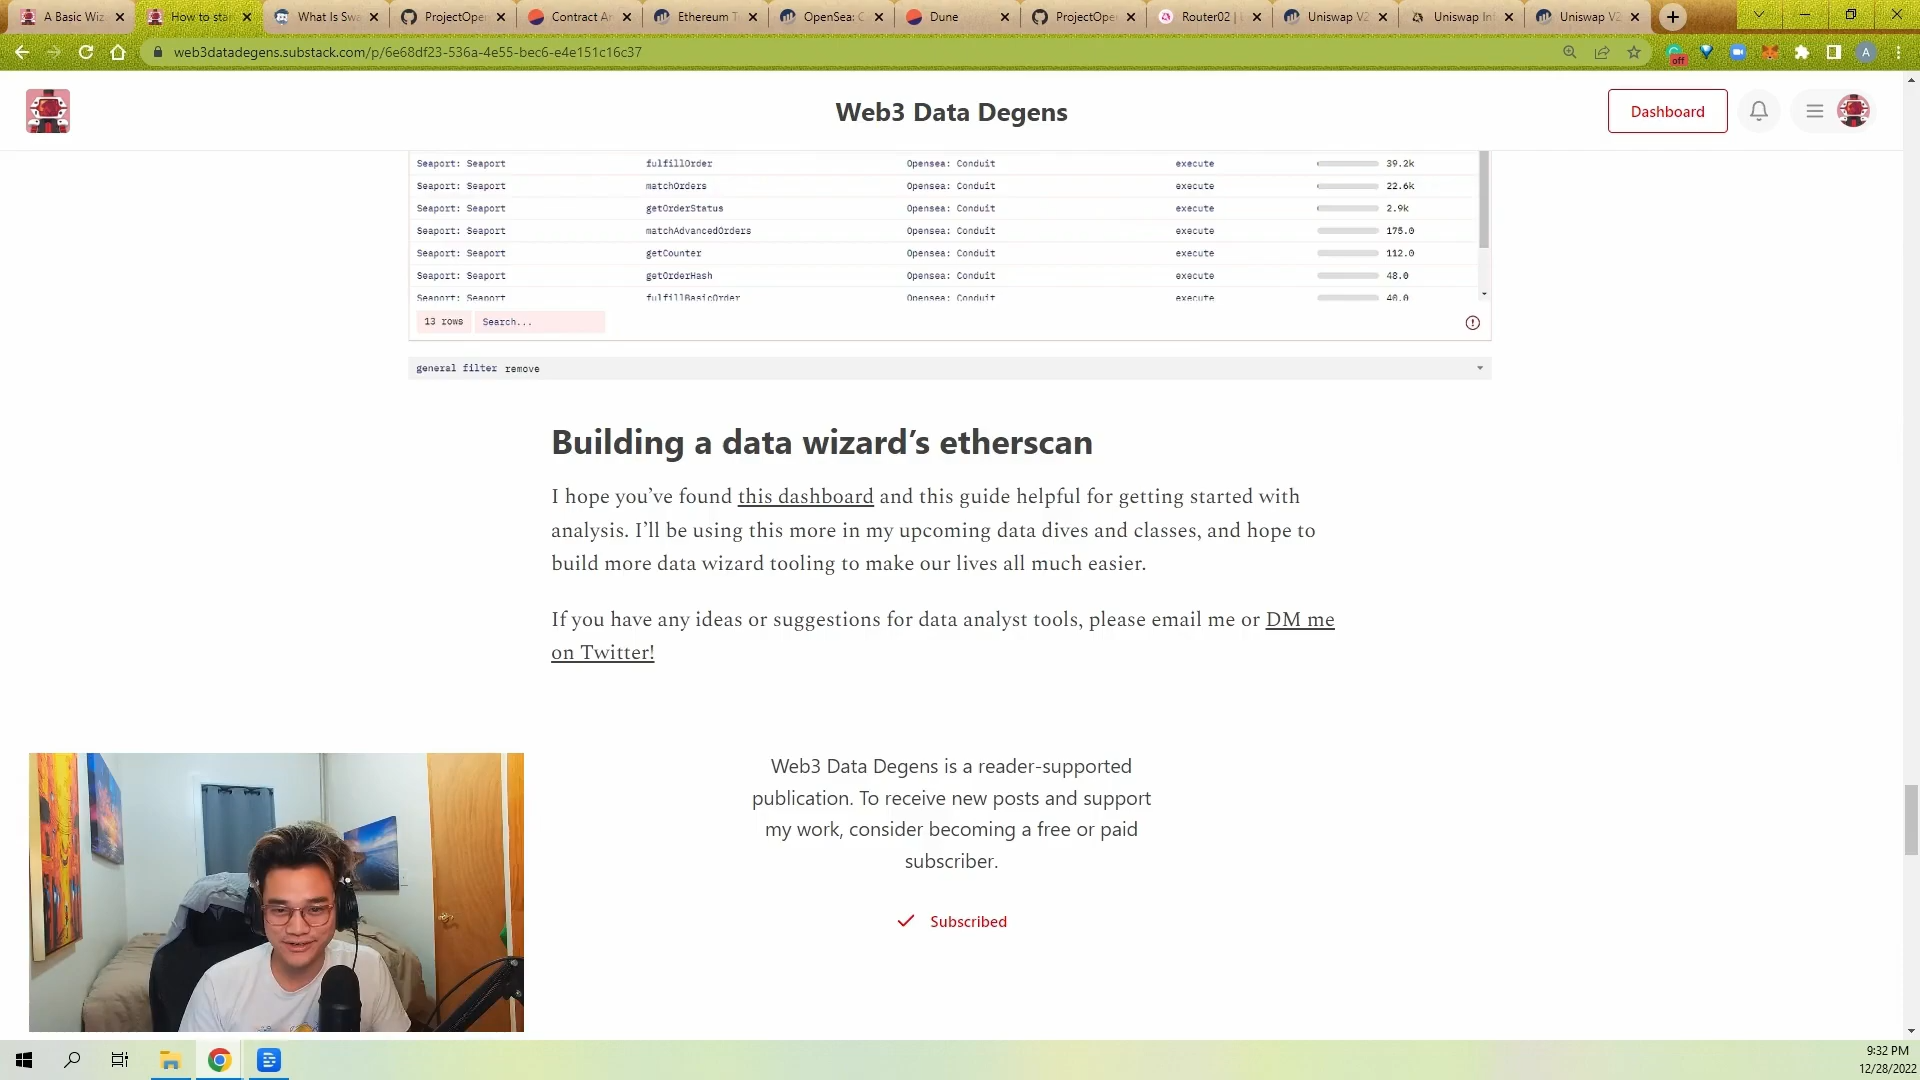 A Basic Wiz
How to sta
What Is Swa
ProjectOpe
Contract Ar
Ethereum T
OpenSea: C
Dune
ProjectOpe
Router02 |
Uniswap V2
Uniswap In
Uniswap V2
web3datadegens.substack.com/p/6e68df23-536a-4e55-bec6-e4e151c16c37
off
A
Web3 Data Degens
Dashboard
Seaport: Seaport fulfillOrder Opensea: Conduit execute 39.2k
Seaport: Seaport matchOrders Opensea: Conduit execute 22.6k
Seaport: Seaport getOrderStatus Opensea: Conduit execute 2.9k
Seaport: Seaport matchAdvancedOrders Opensea: Conduit execute 175.0
Seaport: Seaport getCounter Opensea: Conduit execute 112.0
Seaport: Seaport getOrderHash Opensea: Conduit execute 48.0
Seaport: Seaport fulfillBasicOrder Opensea: Conduit execute 40.0
13 rows Search...
general filter remove
Building a data wizard’s etherscan
I hope you’ve found this dashboard and this guide helpful for getting started with
analysis. I’ll be using this more in my upcoming data dives and classes, and hope to
build more data wizard tooling to make our lives all much easier.
If you have any ideas or suggestions for data analyst tools, please email me or DM me
on Twitter!
Web3 Data Degens is a reader-supported
publication. To receive new posts and support
my work, consider becoming a free or paid
subscriber.
Subscribed
9:32 PM
12/28/2022